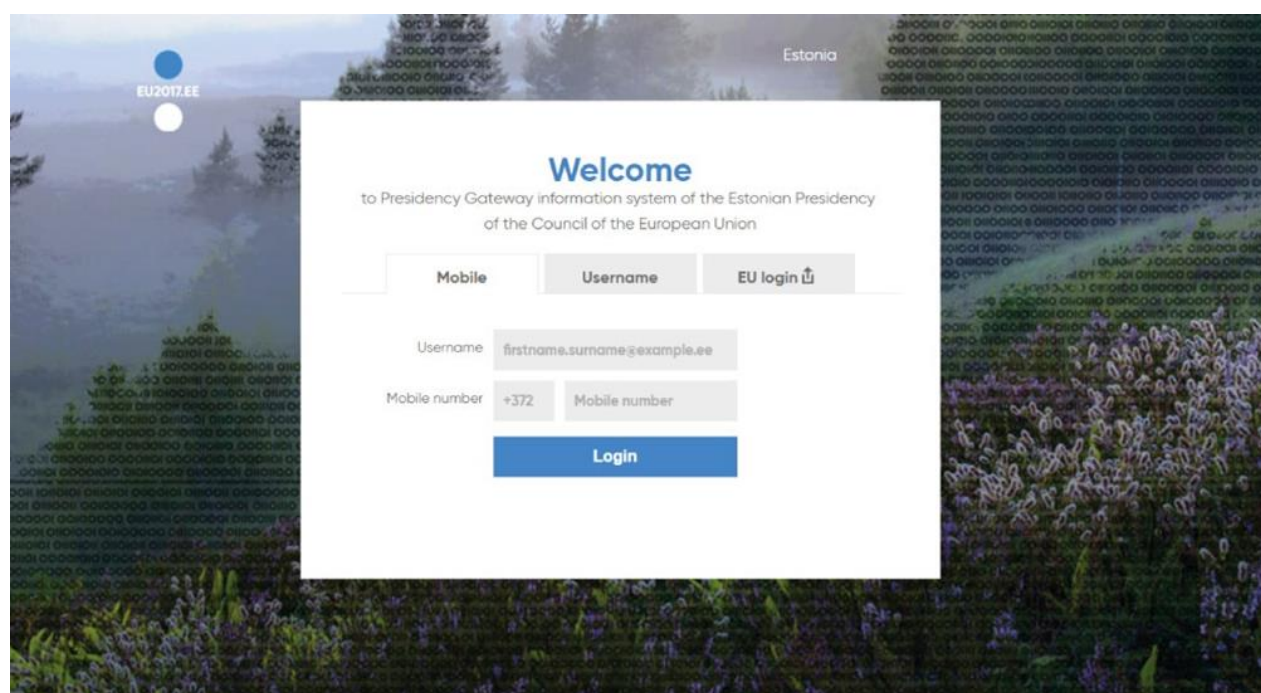 EU2017.EE
Estonia
Welcome
to Presidency Gateway information system of the Estonian Presidency
of the Council of the European Union
Mobile Username EU login
Username firstname.surname@example.ee
Mobile number +372 Mobile number
Login